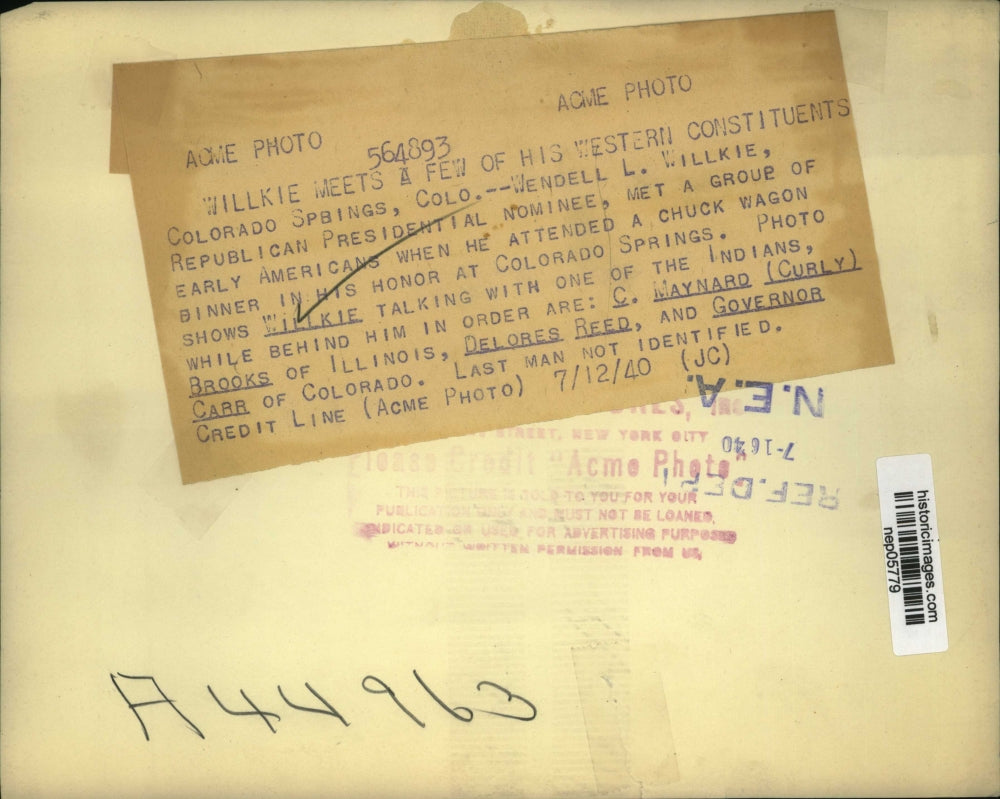 ACME PHOTO
ACME PHOTO
564893
WILLKIE MEETS A FEW OF HIS WESTERN CONSTITUENTS
COLORADO SPBINGS, COLO.--WENDELL L. WILLKIE,
REPUBLICAN PRESIDENTIAL NOMINEE, MET A GROUP OF
EARLY AMERICANS WHEN HE ATTENDED A CHUCK WAGON
BINNER IN HIS HONOR AT COLORADO SPRINGS. PHOTO
SHOWS WILLKIE TALKING WITH ONE OF THE INDIANS,
WHILE BEHIND HIM IN ORDER ARE: C. MAYNARD (CURLY)
BROOKS OF ILLINOIS, DELORES REED, AND GOVERNOR
CARR OF COLORADO. LAST MAN NOT IDENTIFIED.
CREDIT LINE (ACME PHOTO) 7/12/40 (JC)
N.E.A.
7-16 40
REF. DEPT.
STREET, NEW YORK CITY
Please Credit "Acme Photo"
THIS PICTURE IS SOLD TO YOU FOR YOUR
PUBLICATION ONLY AND MUST NOT BE LOANED,
SYNDICATED OR USED FOR ADVERTISING PURPOSES
WITHOUT WRITTEN PERMISSION FROM US
historicimages.com
nep05779
A44963